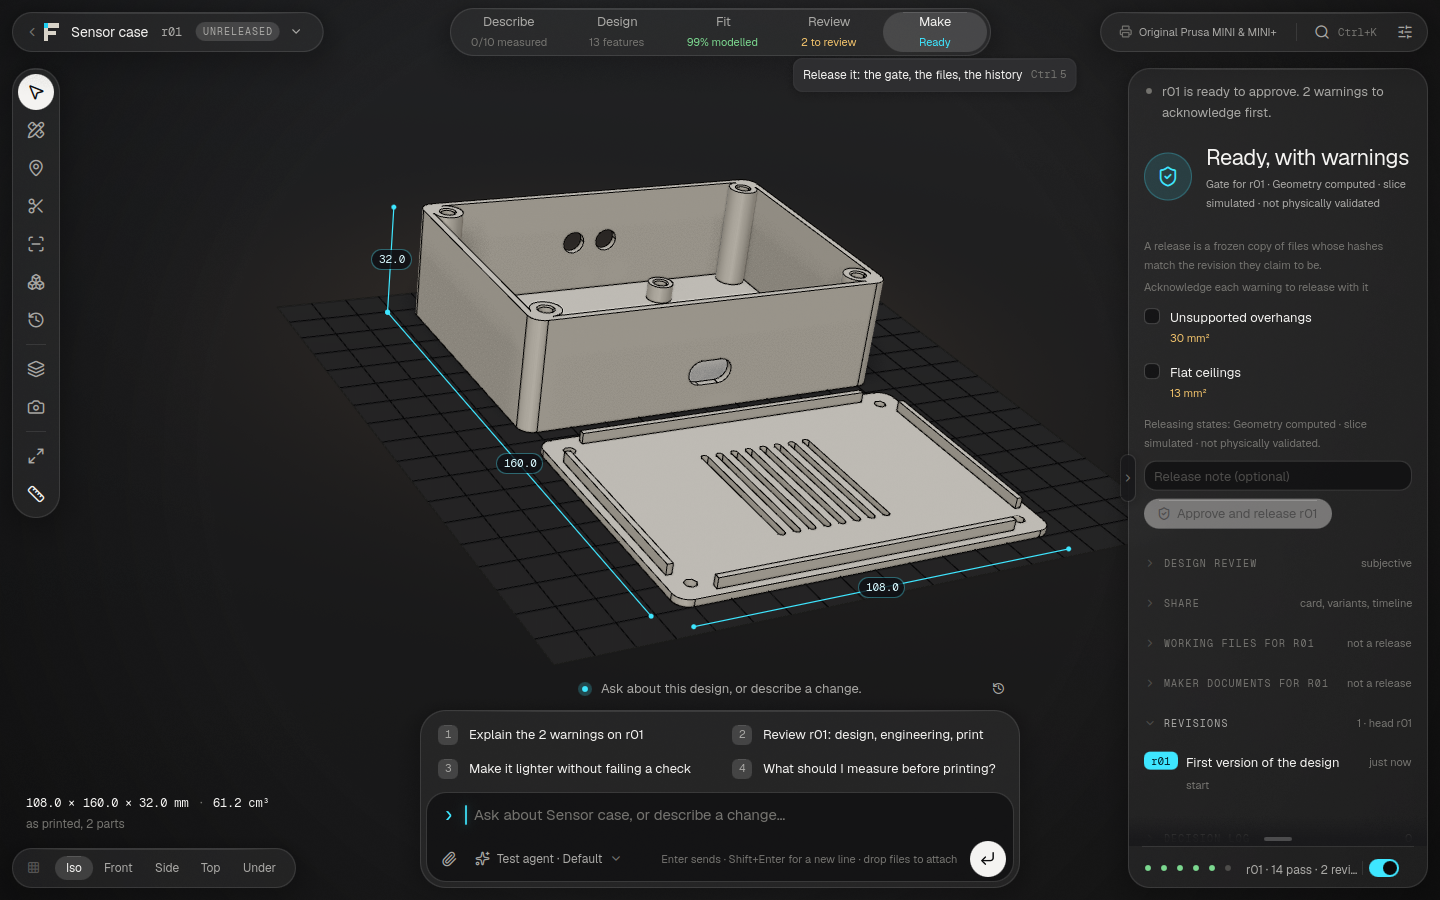 Sensor case r01 UNRELEASED
Describe
0/10 measured
Design
13 features
Fit
99% modelled
Review
2 to review
Make
Ready
Original Prusa MINI & MINI+
Ctrl+K
Release it: the gate, the files, the history Ctrl 5
r01 is ready to approve. 2 warnings to
acknowledge first.
Ready, with warnings
Gate for r01 · Geometry computed · slice
simulated · not physically validated
A release is a frozen copy of files whose hashes
match the revision they claim to be.
Acknowledge each warning to release with it
Unsupported overhangs
30 mm²
Flat ceilings
13 mm²
Releasing states: Geometry computed · slice
simulated · not physically validated.
Release note (optional)
Approve and release r01
DESIGN REVIEW subjective
SHARE card, variants, timeline
WORKING FILES FOR R01 not a release
MAKER DOCUMENTS FOR R01 not a release
REVISIONS 1 · head r01
r01 First version of the design just now
start
DECISION LOG 0
r01 · 14 pass · 2 revi…
32.0
160.0
108.0
Ask about this design, or describe a change.
1 Explain the 2 warnings on r01
2 Review r01: design, engineering, print
3 Make it lighter without failing a check
4 What should I measure before printing?
Ask about Sensor case, or describe a change…
Test agent · Default
Enter sends · Shift+Enter for a new line · drop files to attach
108.0 × 160.0 × 32.0 mm · 61.2 cm³
as printed, 2 parts
Iso Front Side Top Under